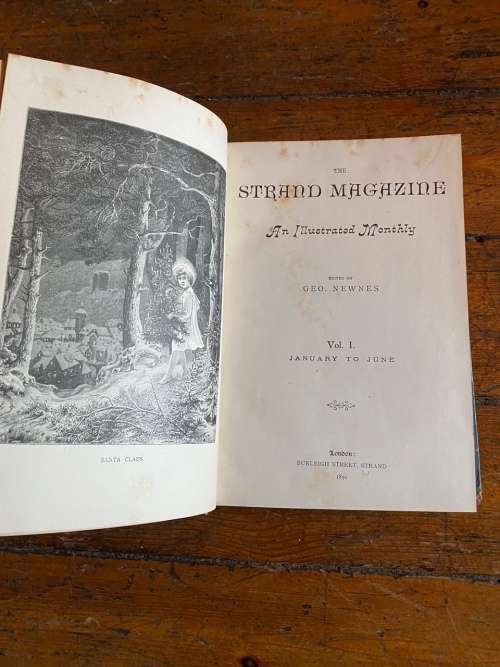 SANTA CLAUS.
THE
STRAND MAGAZINE
An Illustrated Monthly
EDITED BY
GEO. NEWNES
Vol. I.
JANUARY TO JUNE
London:
BURLEIGH STREET, STRAND